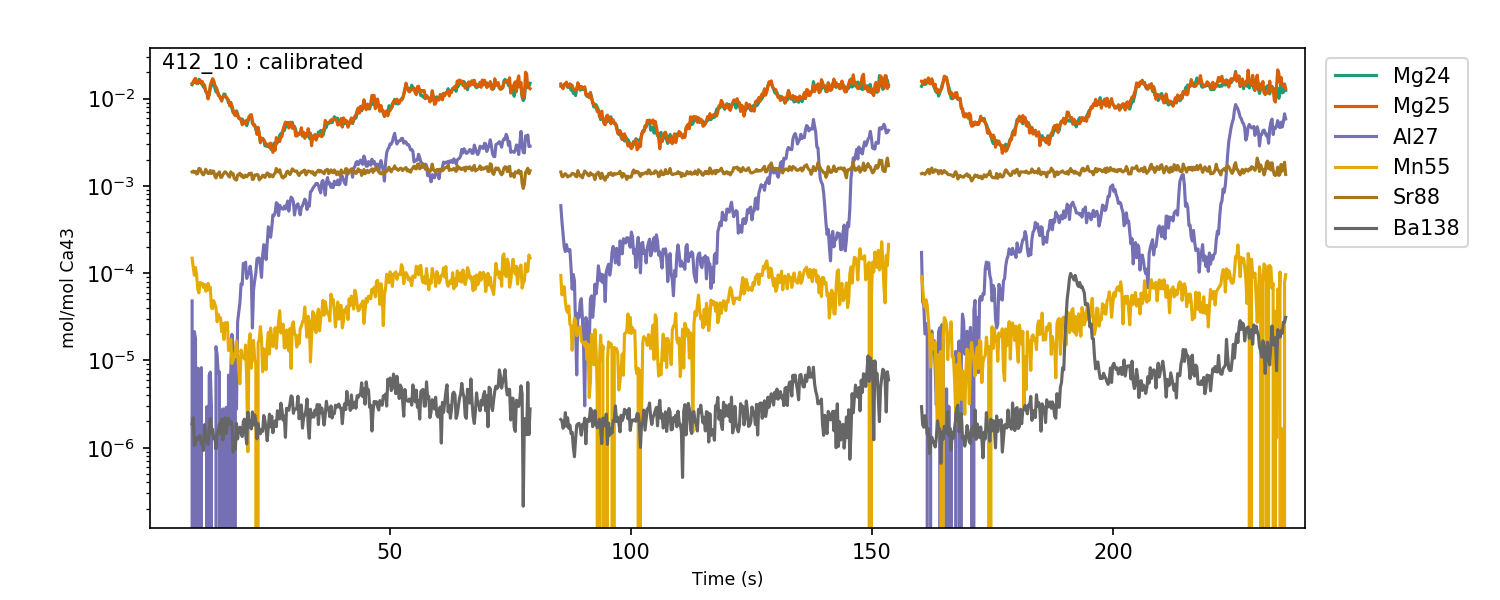 412_10 : calibrated
mol/mol Ca43
10⁻²
10⁻³
10⁻⁴
10⁻⁵
10⁻⁶
50 100 150 200
Time (s)
Mg24
Mg25
Al27
Mn55
Sr88
Ba138